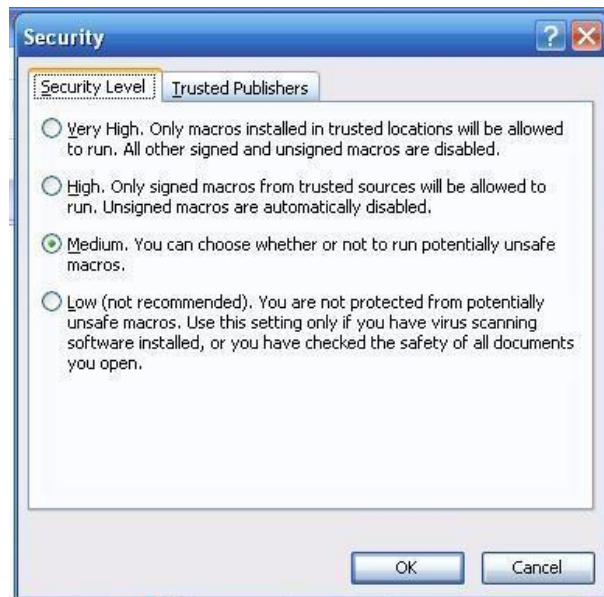 Security
Security Level
Trusted Publishers
Very High. Only macros installed in trusted locations will be allowed
to run. All other signed and unsigned macros are disabled.
High. Only signed macros from trusted sources will be allowed to
run. Unsigned macros are automatically disabled.
Medium. You can choose whether or not to run potentially unsafe
macros.
Low (not recommended). You are not protected from potentially
unsafe macros. Use this setting only if you have virus scanning
software installed, or you have checked the safety of all documents
you open.
OK
Cancel